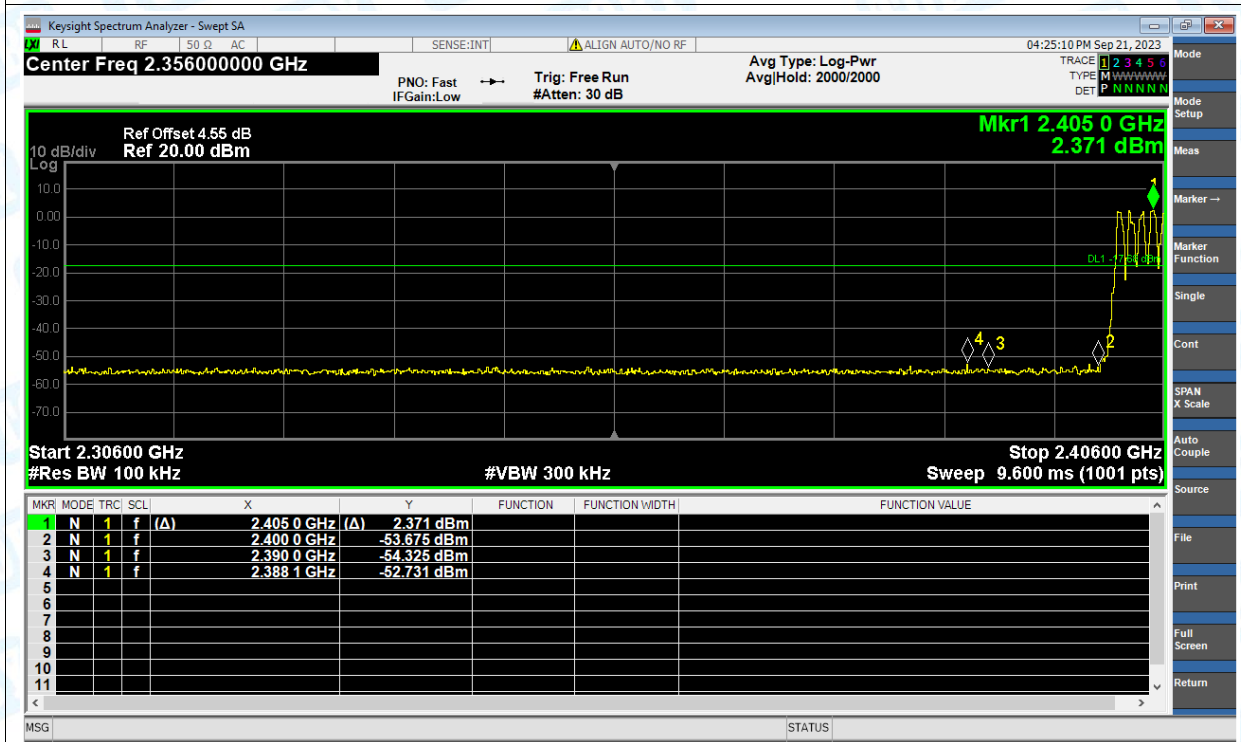 Keysight Spectrum Analyzer - Swept SA
LXI RL RF 50 Ω AC SENSE:INT ALIGN AUTO/NO RF 04:25:10 PM Sep 21, 2023
Center Freq 2.356000000 GHz
PNO: Fast
IFGain:Low
Trig: Free Run
#Atten: 30 dB
Avg Type: Log-Pwr
Avg|Hold: 2000/2000
TRACE 1 2 3 4 5 6
TYPE M W W W W W
DET P N N N N N
Ref Offset 4.55 dB
Ref 20.00 dBm
10 dB/div
Log
Mkr1 2.405 0 GHz
2.371 dBm
10.0
0.00
-10.0
-20.0
-30.0
-40.0
-50.0
-60.0
-70.0
1
4
3
2
Start 2.30600 GHz
#Res BW 100 kHz
#VBW 300 kHz
Stop 2.40600 GHz
Sweep 9.600 ms (1001 pts)
MKR MODE TRC SCL X Y FUNCTION FUNCTION WIDTH FUNCTION VALUE
1 N 1 f (Δ) 2.405 0 GHz (Δ) 2.371 dBm
2 N 1 f 2.400 0 GHz -53.675 dBm
3 N 1 f 2.390 0 GHz -54.325 dBm
4 N 1 f 2.388 1 GHz -52.731 dBm
5
6
7
8
9
10
11
MSG STATUS
Mode
Mode Setup
Meas
Marker →
Marker Function
Single
Cont
SPAN X Scale
Auto Couple
Source
File
Print
Full Screen
Return